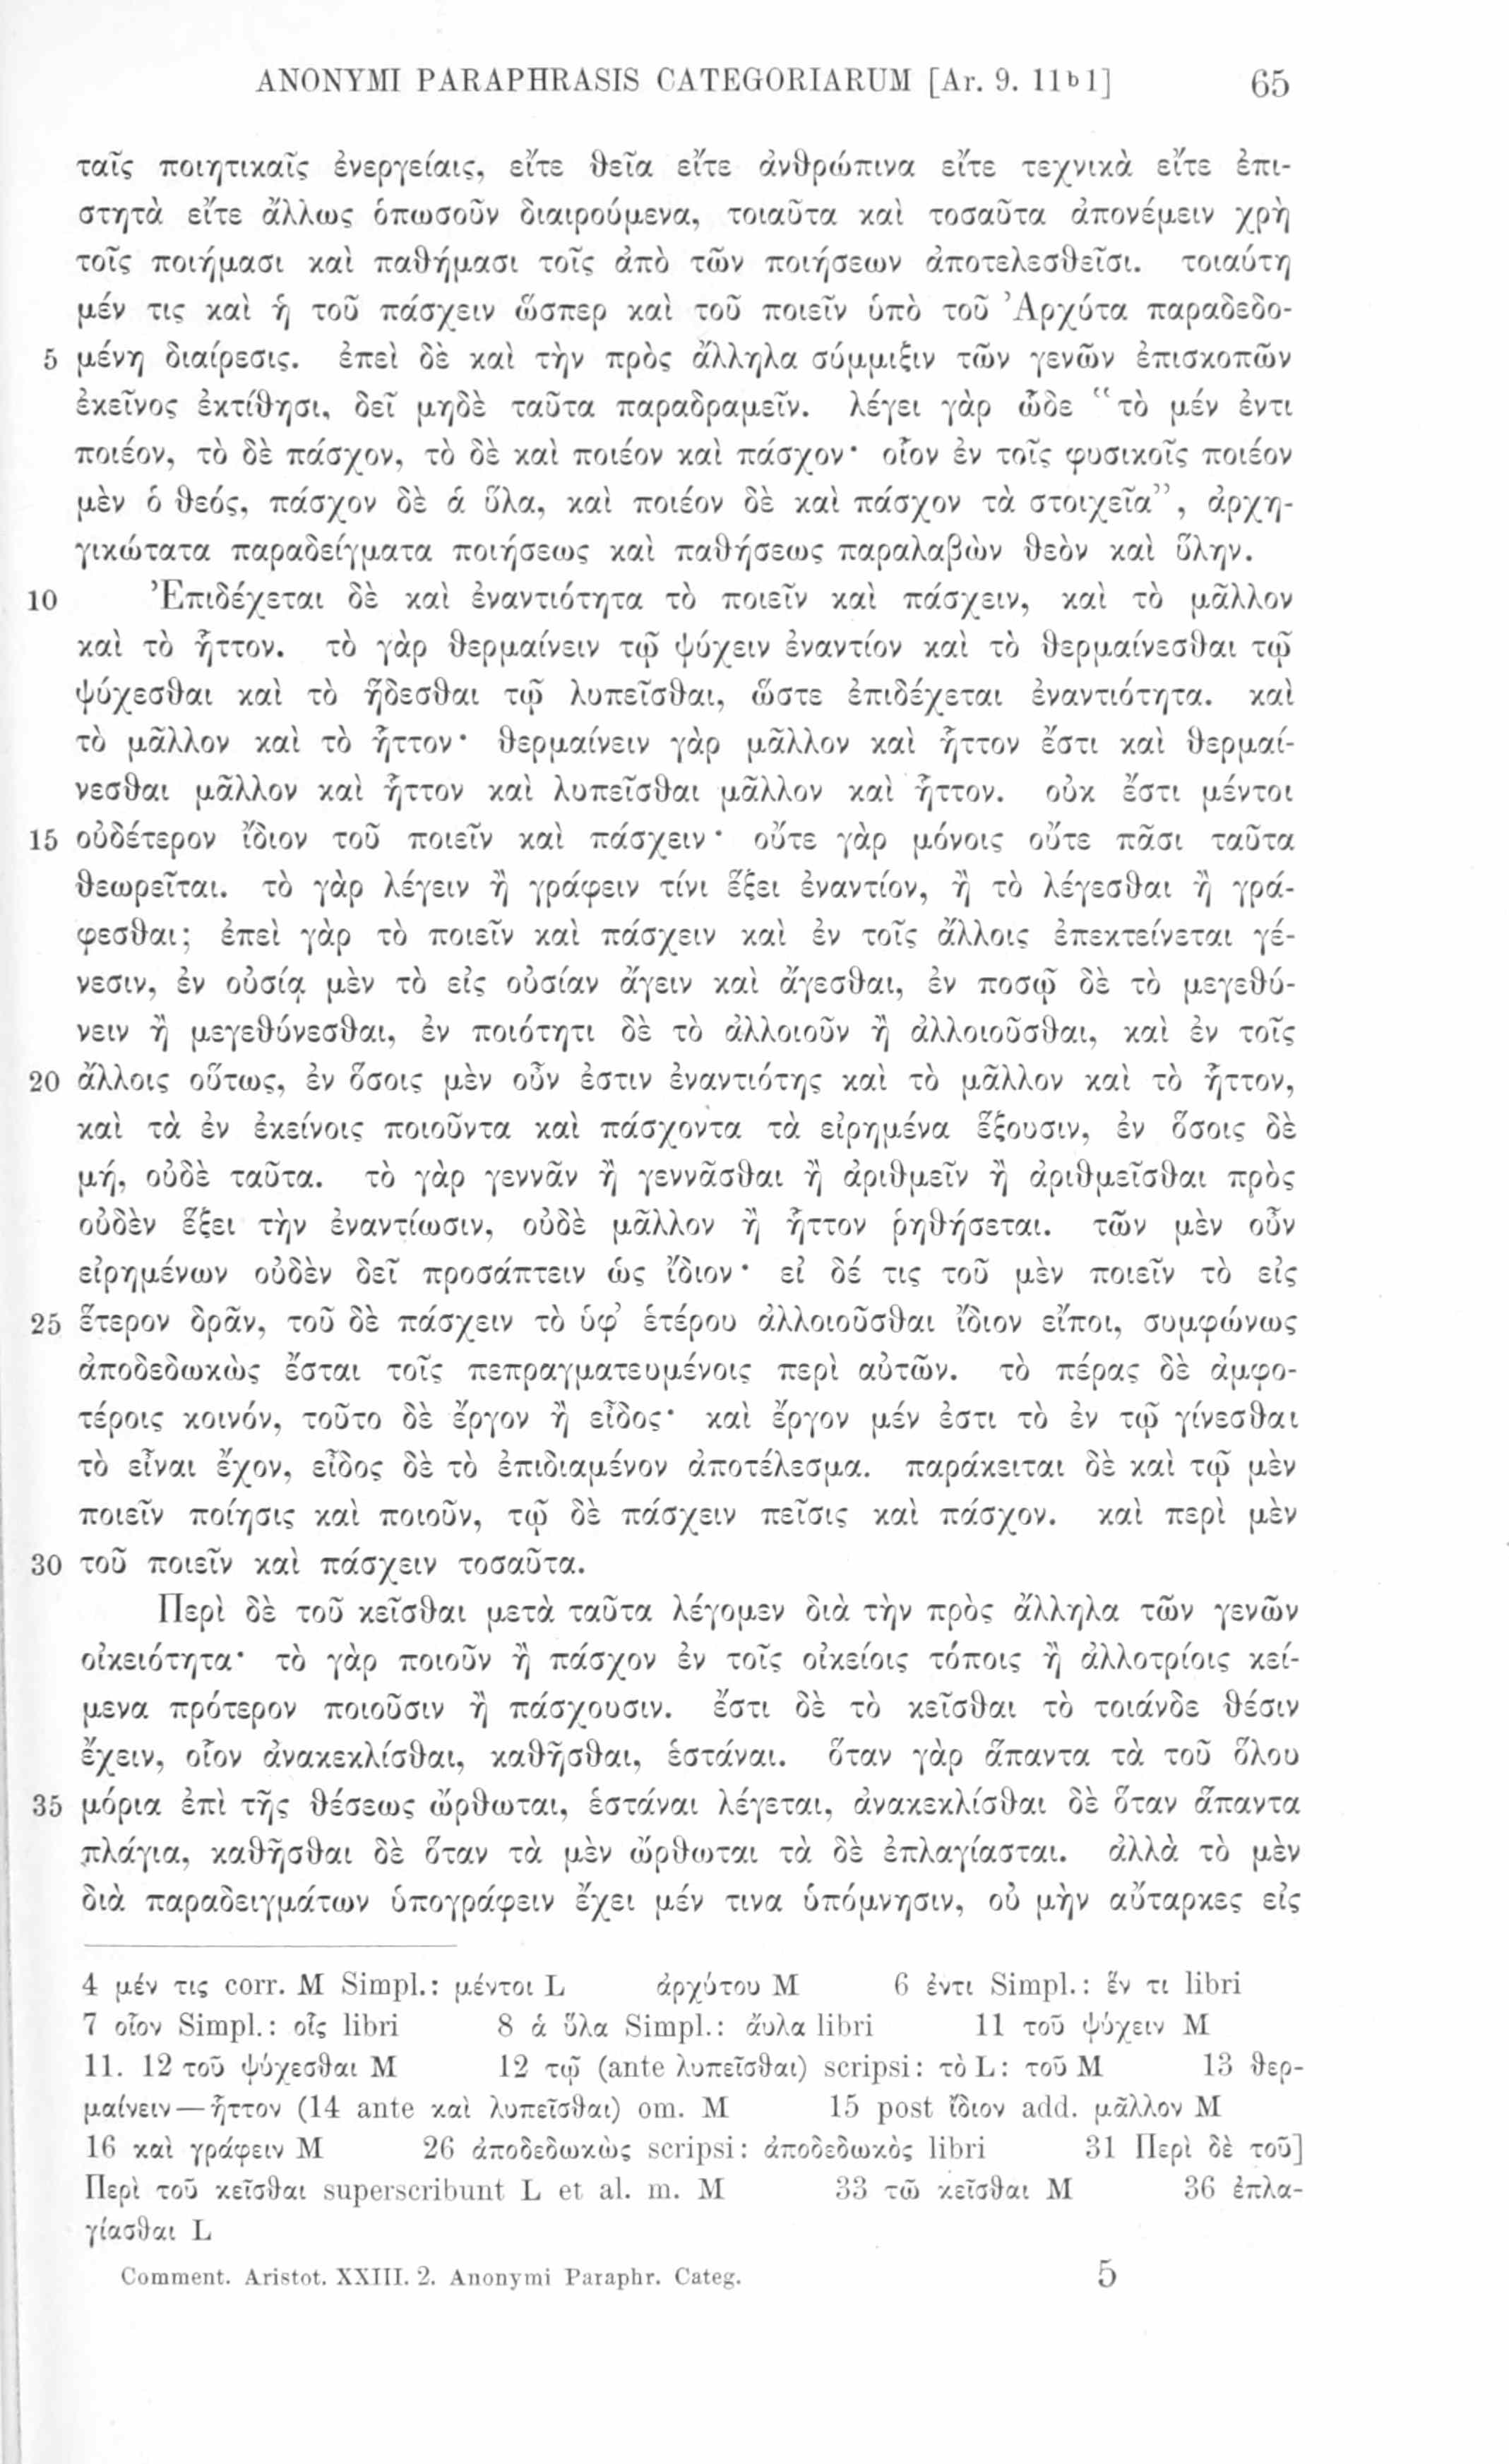 ANONYMI PARAPHRASIS CATEGORIARUM [Ar. 9. 11ᵇ1] 65
ταῖς ποιητικαῖς ἐνεργείαις, εἴτε θεῖα εἴτε ἀνθρώπινα εἴτε τεχνικὰ εἴτε ἐπι-
στητὰ εἴτε ἄλλως ὁπωσοῦν διαιρούμενα, τοιαῦτα καὶ τοσαῦτα ἀπονέμειν χρὴ
τοῖς ποιήμασι καὶ παθήμασι τοῖς ἀπὸ τῶν ποιήσεων ἀποτελεσθεῖσι. τοιαύτη
μέν τις καὶ ἡ τοῦ πάσχειν ὥσπερ καὶ τοῦ ποιεῖν ὑπὸ τοῦ Ἀρχύτα παραδεδο-
5 μένη διαίρεσις. ἐπεὶ δὲ καὶ τὴν πρὸς ἄλληλα σύμμιξιν τῶν γενῶν ἐπισκοπῶν
ἐκεῖνος ἐκτίθησι, δεῖ μηδὲ ταῦτα παραδραμεῖν. λέγει γὰρ ὧδε “τὸ μέν ἐντι
ποιέον, τὸ δὲ πάσχον, τὸ δὲ καὶ ποιέον καὶ πάσχον· οἷον ἐν τοῖς φυσικοῖς ποιέον
μὲν ὁ θεός, πάσχον δὲ ἁ ὕλα, καὶ ποιέον δὲ καὶ πάσχον τὰ στοιχεῖα”, ἀρχη-
γικώτατα παραδείγματα ποιήσεως καὶ παθήσεως παραλαβὼν θεὸν καὶ ὕλην.
10 Ἐπιδέχεται δὲ καὶ ἐναντιότητα τὸ ποιεῖν καὶ πάσχειν, καὶ τὸ μᾶλλον
καὶ τὸ ἧττον. τὸ γὰρ θερμαίνειν τῷ ψύχειν ἐναντίον καὶ τὸ θερμαίνεσθαι τῷ
ψύχεσθαι καὶ τὸ ἥδεσθαι τῷ λυπεῖσθαι, ὥστε ἐπιδέχεται ἐναντιότητα. καὶ
τὸ μᾶλλον καὶ τὸ ἧττον· θερμαίνειν γὰρ μᾶλλον καὶ ἧττον ἔστι καὶ θερμαί-
νεσθαι μᾶλλον καὶ ἧττον καὶ λυπεῖσθαι μᾶλλον καὶ ἧττον. οὐκ ἔστι μέντοι
15 οὐδέτερον ἴδιον τοῦ ποιεῖν καὶ πάσχειν· οὔτε γὰρ μόνοις οὔτε πᾶσι ταῦτα
θεωρεῖται. τὸ γὰρ λέγειν ἢ γράφειν τίνι ἕξει ἐναντίον, ἢ τὸ λέγεσθαι ἢ γρά-
φεσθαι; ἐπεὶ γὰρ τὸ ποιεῖν καὶ πάσχειν καὶ ἐν τοῖς ἄλλοις ἐπεκτείνεται γέ-
νεσιν, ἐν οὐσίᾳ μὲν τὸ εἰς οὐσίαν ἄγειν καὶ ἄγεσθαι, ἐν ποσῷ δὲ τὸ μεγεθύ-
νειν ἢ μεγεθύνεσθαι, ἐν ποιότητι δὲ τὸ ἀλλοιοῦν ἢ ἀλλοιοῦσθαι, καὶ ἐν τοῖς
20 ἄλλοις οὕτως, ἐν ὅσοις μὲν οὖν ἐστιν ἐναντιότης καὶ τὸ μᾶλλον καὶ τὸ ἧττον,
καὶ τὰ ἐν ἐκείνοις ποιοῦντα καὶ πάσχοντα τὰ εἰρημένα ἕξουσιν, ἐν ὅσοις δὲ
μή, οὐδὲ ταῦτα. τὸ γὰρ γεννᾶν ἢ γεννᾶσθαι ἢ ἀριθμεῖν ἢ ἀριθμεῖσθαι πρὸς
οὐδὲν ἕξει τὴν ἐναντίωσιν, οὐδὲ μᾶλλον ἢ ἧττον ῥηθήσεται. τῶν μὲν οὖν
εἰρημένων οὐδὲν δεῖ προσάπτειν ὡς ἴδιον· εἰ δέ τις τοῦ μὲν ποιεῖν τὸ εἰς
25 ἕτερον δρᾶν, τοῦ δὲ πάσχειν τὸ ὑφ’ ἑτέρου ἀλλοιοῦσθαι ἴδιον εἴποι, συμφώνως
ἀποδεδωκὼς ἔσται τοῖς πεπραγματευμένοις περὶ αὐτῶν. τὸ πέρας δὲ ἀμφο-
τέροις κοινόν, τοῦτο δὲ ἔργον ἢ εἶδος· καὶ ἔργον μέν ἐστι τὸ ἐν τῷ γίνεσθαι
τὸ εἶναι ἔχον, εἶδος δὲ τὸ ἐπιδιαμένον ἀποτέλεσμα. παράκειται δὲ καὶ τῷ μὲν
ποιεῖν ποίησις καὶ ποιοῦν, τῷ δὲ πάσχειν πεῖσις καὶ πάσχον. καὶ περὶ μὲν
30 τοῦ ποιεῖν καὶ πάσχειν τοσαῦτα.
Περὶ δὲ τοῦ κεῖσθαι μετὰ ταῦτα λέγομεν διὰ τὴν πρὸς ἄλληλα τῶν γενῶν
οἰκειότητα· τὸ γὰρ ποιοῦν ἢ πάσχον ἐν τοῖς οἰκείοις τόποις ἢ ἀλλοτρίοις κεί-
μενα πρότερον ποιοῦσιν ἢ πάσχουσιν. ἔστι δὲ τὸ κεῖσθαι τὸ τοιάνδε θέσιν
ἔχειν, οἷον ἀνακεκλίσθαι, καθῆσθαι, ἑστάναι. ὅταν γὰρ ἅπαντα τὰ τοῦ ὅλου
35 μόρια ἐπὶ τῆς θέσεως ὤρθωται, ἑστάναι λέγεται, ἀνακεκλίσθαι δὲ ὅταν ἅπαντα
πλάγια, καθῆσθαι δὲ ὅταν τὰ μὲν ὤρθωται τὰ δὲ ἐπλαγίασται. ἀλλὰ τὸ μὲν
διὰ παραδειγμάτων ὑπογράφειν ἔχει μέν τινα ὑπόμνησιν, οὐ μὴν αὔταρκες εἰς
4 μέν τις corr. M Simpl.: μέντοι L ἀρχύτου M 6 ἐντι Simpl.: ἕν τι libri
7 οἷον Simpl.: οἷς libri 8 ἁ ὕλα Simpl.: ἄυλα libri 11 τοῦ ψύχειν M
11. 12 τοῦ ψύχεσθαι M 12 τῷ (ante λυπεῖσθαι) scripsi: τὸ L: τοῦ M 13 θερ-
μαίνειν—ἧττον (14 ante καὶ λυπεῖσθαι) om. M 15 post ἴδιον add. μᾶλλον M
16 καὶ γράφειν M 26 ἀποδεδωκὼς scripsi: ἀποδεδωκὸς libri 31 Περὶ δὲ τοῦ]
Περὶ τοῦ κεῖσθαι superscribunt L et al. m. M 33 τῶ κεῖσθαι M 36 ἐπλα-
γίασθαι L
Comment. Aristot. XXIII. 2. Anonymi Paraphr. Categ. 5